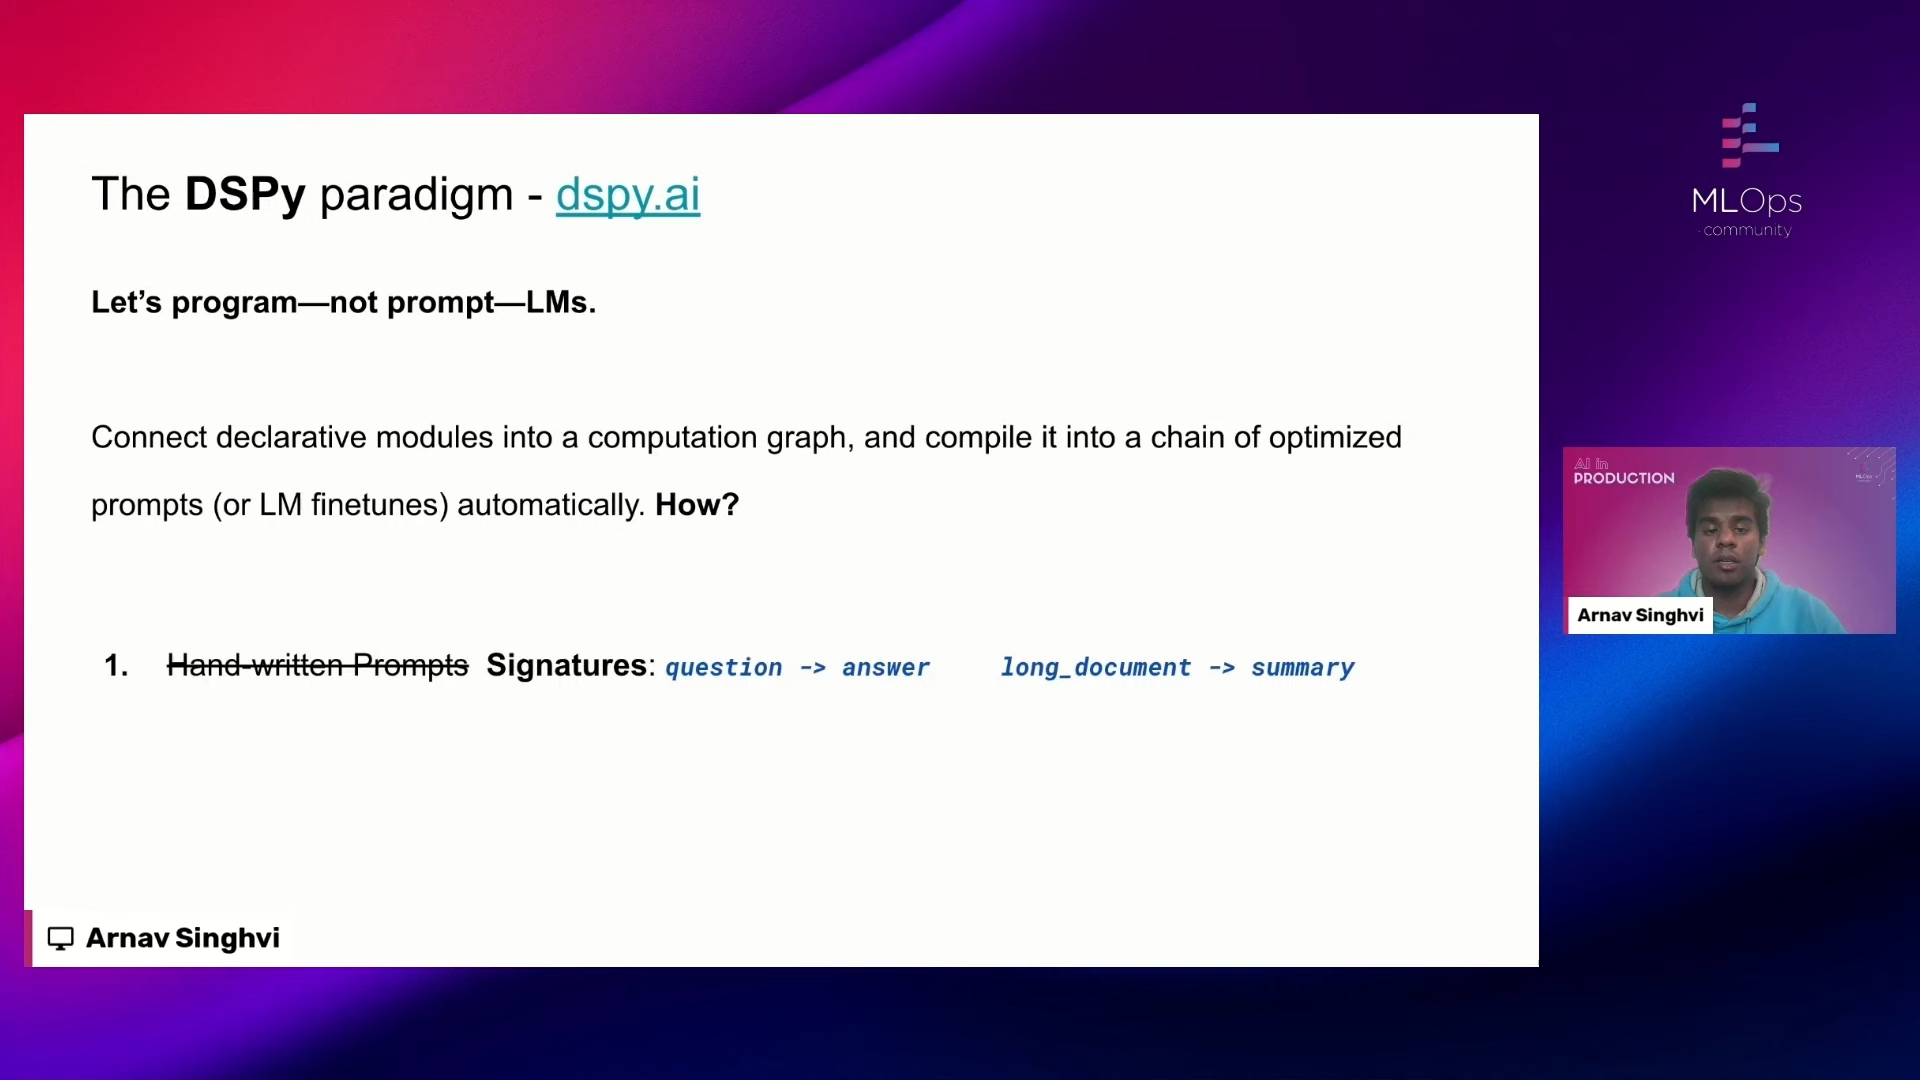 The DSPy paradigm - dspy.ai
Let’s program—not prompt—LMs.
Connect declarative modules into a computation graph, and compile it into a chain of optimized
prompts (or LM finetunes) automatically. How?
1. Hand-written Prompts Signatures: question -> answer long_document -> summary
Arnav Singhvi
MLOps
community
AI in
PRODUCTION
Arnav Singhvi